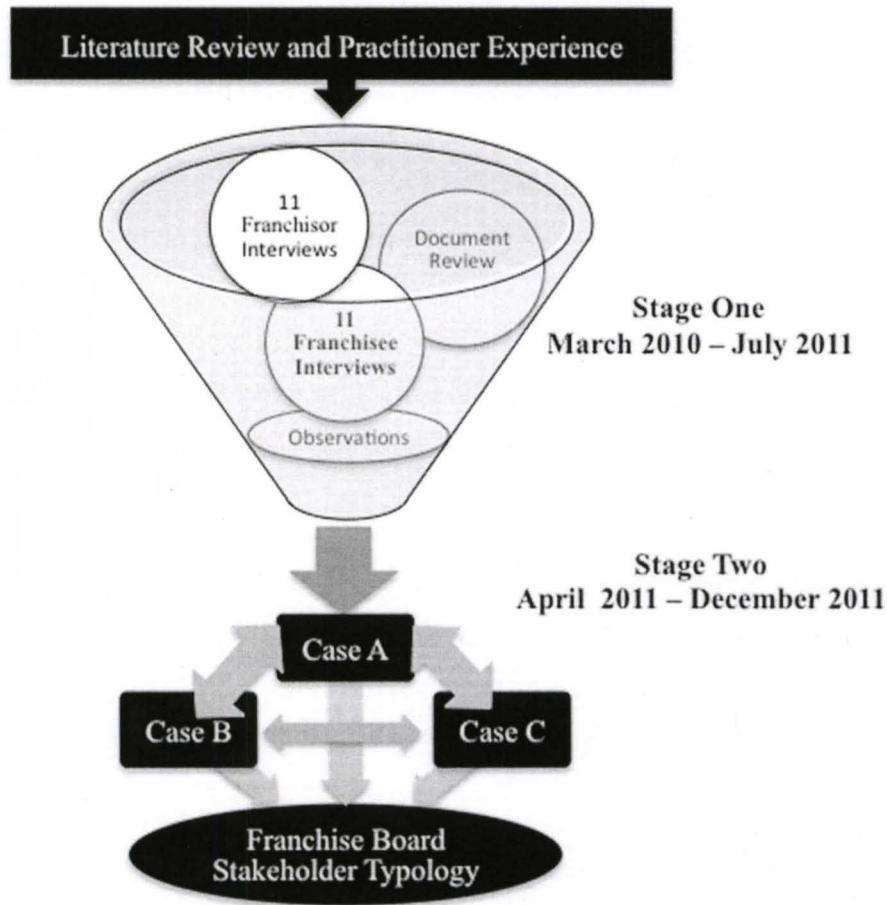 Literature Review and Practitioner Experience
11
Franchisor
Interviews
Document
Review
11
Franchisee
Interviews
Observations
Stage One
March 2010 – July 2011
Stage Two
April 2011 – December 2011
Case A
Case B
Case C
Franchise Board
Stakeholder Typology